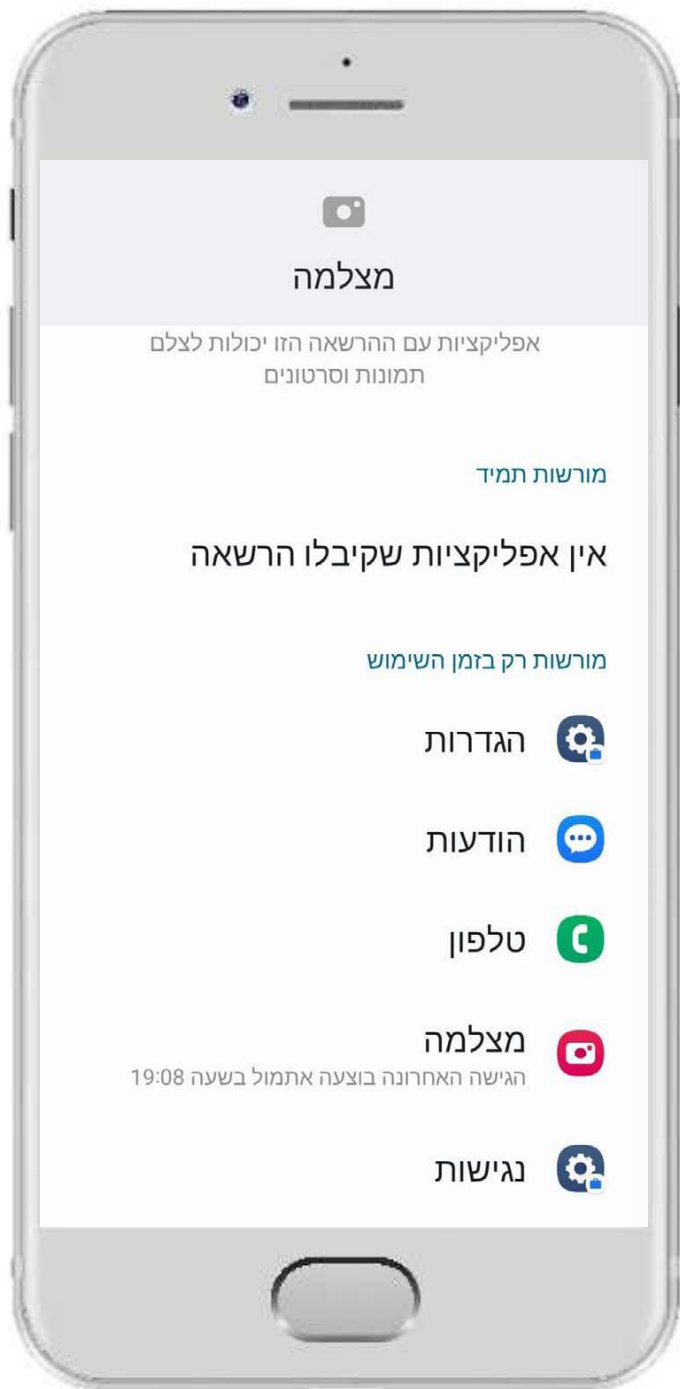 מצלמה
אפליקציות עם ההרשאה הזו יכולות לצלם
תמונות וסרטונים
מורשות תמיד
אין אפליקציות שקיבלו הרשאה
מורשות רק בזמן השימוש
הגדרות
הודעות
טלפון
מצלמה
הגישה האחרונה בוצעה אתמול בשעה 19:08
נגישות